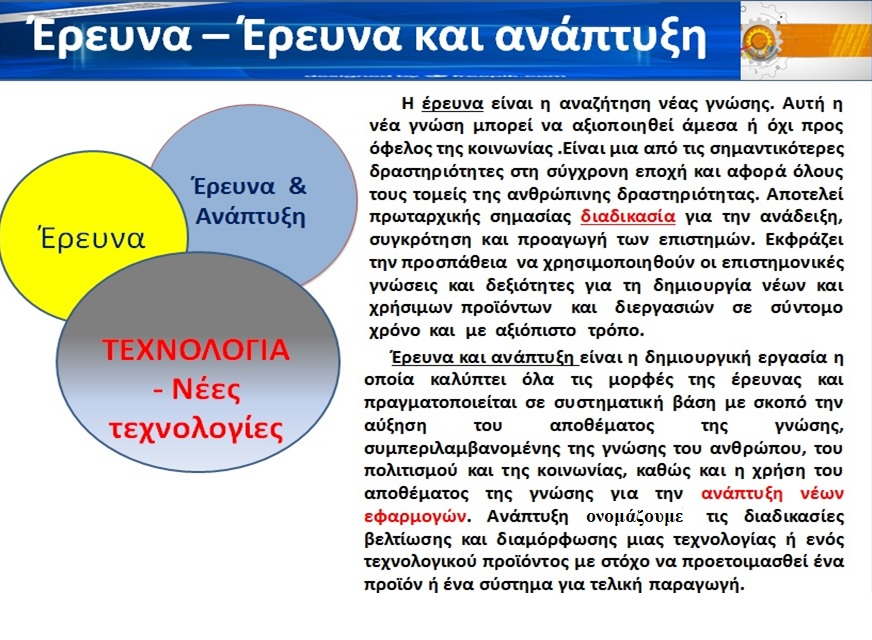 Έρευνα – Έρευνα και ανάπτυξη
designed by freepik.com
Έρευνα &
Ανάπτυξη
Έρευνα
ΤΕΧΝΟΛΟΓΙΑ
- Νέες
τεχνολογίες
Η έρευνα είναι η αναζήτηση νέας γνώσης. Αυτή η
νέα γνώση μπορεί να αξιοποιηθεί άμεσα ή όχι προς
όφελος της κοινωνίας .Είναι μια από τις σημαντικότερες
δραστηριότητες στη σύγχρονη εποχή και αφορά όλους
τους τομείς της ανθρώπινης δραστηριότητας. Αποτελεί
πρωταρχικής σημασίας διαδικασία για την ανάδειξη,
συγκρότηση και προαγωγή των επιστημών. Εκφράζει
την προσπάθεια να χρησιμοποιηθούν οι επιστημονικές
γνώσεις και δεξιότητες για τη δημιουργία νέων και
χρήσιμων προϊόντων και διεργασιών σε σύντομο
χρόνο και με αξιόπιστο τρόπο.
Έρευνα και ανάπτυξη είναι η δημιουργική εργασία η
οποία καλύπτει όλα τις μορφές της έρευνας και
πραγματοποιείται σε συστηματική βάση με σκοπό την
αύξηση του αποθέματος της γνώσης,
συμπεριλαμβανομένης της γνώσης του ανθρώπου, του
πολιτισμού και της κοινωνίας, καθώς και η χρήση του
αποθέματος της γνώσης για την ανάπτυξη νέων
εφαρμογών. Ανάπτυξη ονομάζουμε τις διαδικασίες
βελτίωσης και διαμόρφωσης μιας τεχνολογίας ή ενός
τεχνολογικού προϊόντος με στόχο να προετοιμασθεί ένα
προϊόν ή ένα σύστημα για τελική παραγωγή.